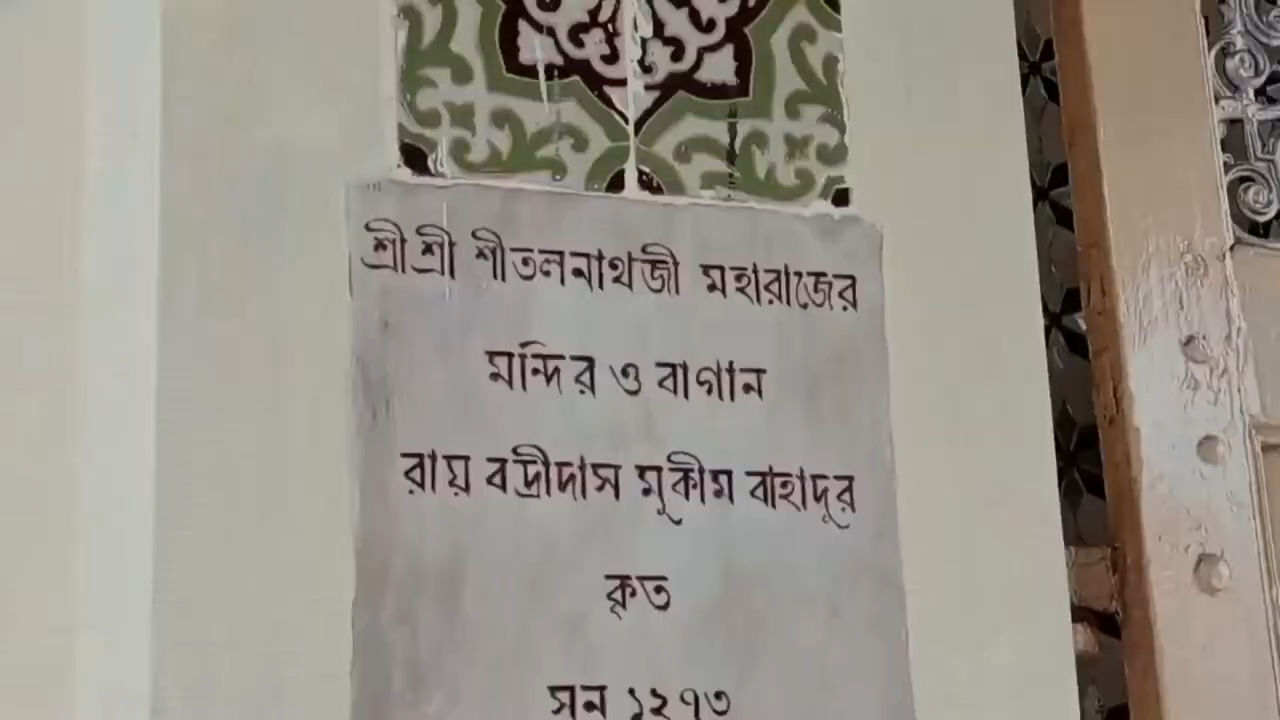 শ্রীশ্রী শীতলনাথজী মহারাজের
মন্দির ও বাগান
রায় বদ্রীদাস মূকীম বাহাদূর
কৃত
সন ১২৭৩